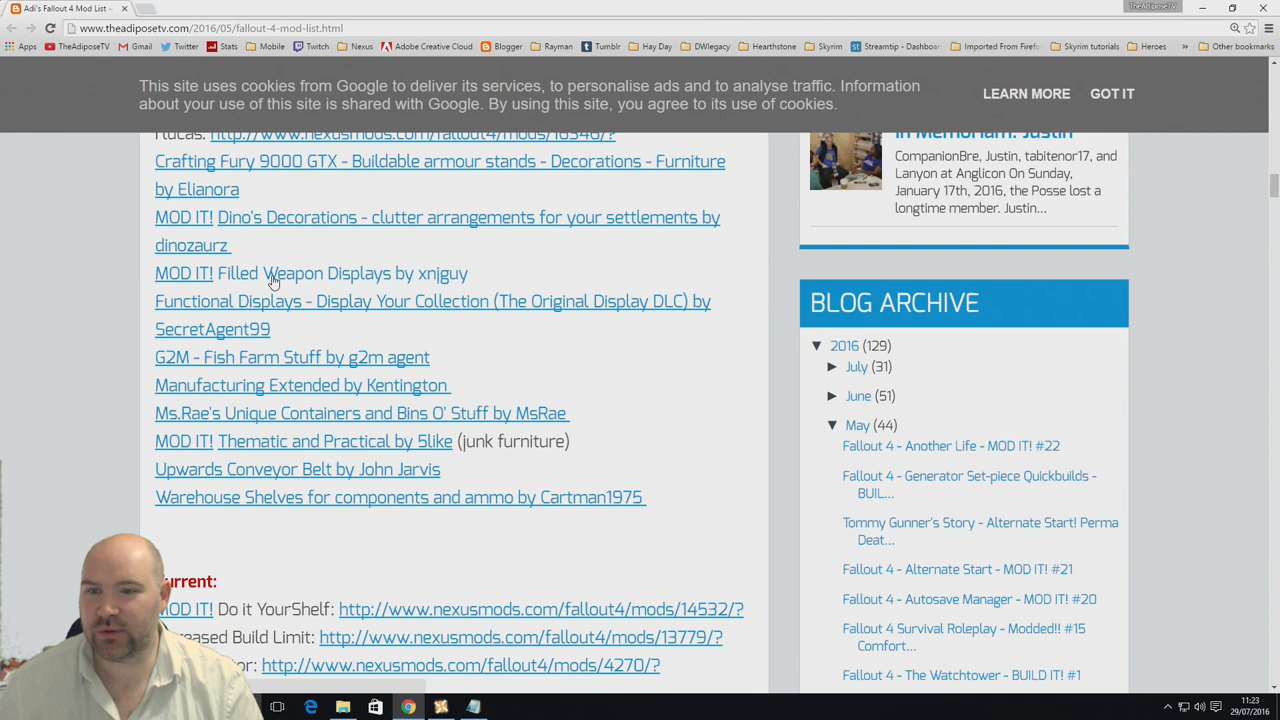 Adi's Fallout 4 Mod List –
TheAdiposeTV
www.theadiposetv.com/2016/05/fallout-4-mod-list.html
Apps TheAdiposeTV Gmail Twitter Stats Mobile Twitch Nexus Adobe Creative Cloud Blogger Rayman Tumblr Hay Day DWlegacy Hearthstone Skyrim Streamtip - Dashboa Imported From Firefo Skyrim tutorials Heroes » Other bookmarks
This site uses cookies from Google to deliver its services, to personalise ads and to analyse traffic. Information
about your use of this site is shared with Google. By using this site, you agree to its use of cookies.
LEARN MORE GOT IT
http://www.nexusmods.com/fallout4/mods/16346/?
Crafting Fury 9000 GTX - Buildable armour stands - Decorations - Furniture
by Elianora
MOD IT! Dino's Decorations - clutter arrangements for your settlements by
dinozaurz
MOD IT! Filled Weapon Displays by xnjguy
Functional Displays - Display Your Collection (The Original Display DLC) by
SecretAgent99
G2M - Fish Farm Stuff by g2m agent
Manufacturing Extended by Kentington
Ms.Rae's Unique Containers and Bins O' Stuff by MsRae
MOD IT! Thematic and Practical by 5like (junk furniture)
Upwards Conveyor Belt by John Jarvis
Warehouse Shelves for components and ammo by Cartman1975
urrent:
MOD IT! Do it YourShelf: http://www.nexusmods.com/fallout4/mods/14532/?
reased Build Limit: http://www.nexusmods.com/fallout4/mods/13779/?
or: http://www.nexusmods.com/fallout4/mods/4270/?
In Memoriam: Justin
CompanionBre, Justin, tabitenor17, and
Lanyon at Anglicon On Sunday,
January 17th, 2016, the Posse lost a
longtime member. Justin...
BLOG ARCHIVE
▼ 2016 (129)
► July (31)
► June (51)
▼ May (44)
Fallout 4 - Another Life - MOD IT! #22
Fallout 4 - Generator Set-piece Quickbuilds -
BUIL...
Tommy Gunner's Story - Alternate Start! Perma
Deat...
Fallout 4 - Alternate Start - MOD IT! #21
Fallout 4 - Autosave Manager - MOD IT! #20
Fallout 4 Survival Roleplay - Modded!! #15
Comfort...
Fallout 4 - The Watchtower - BUILD IT! #1
11:23
29/07/2016